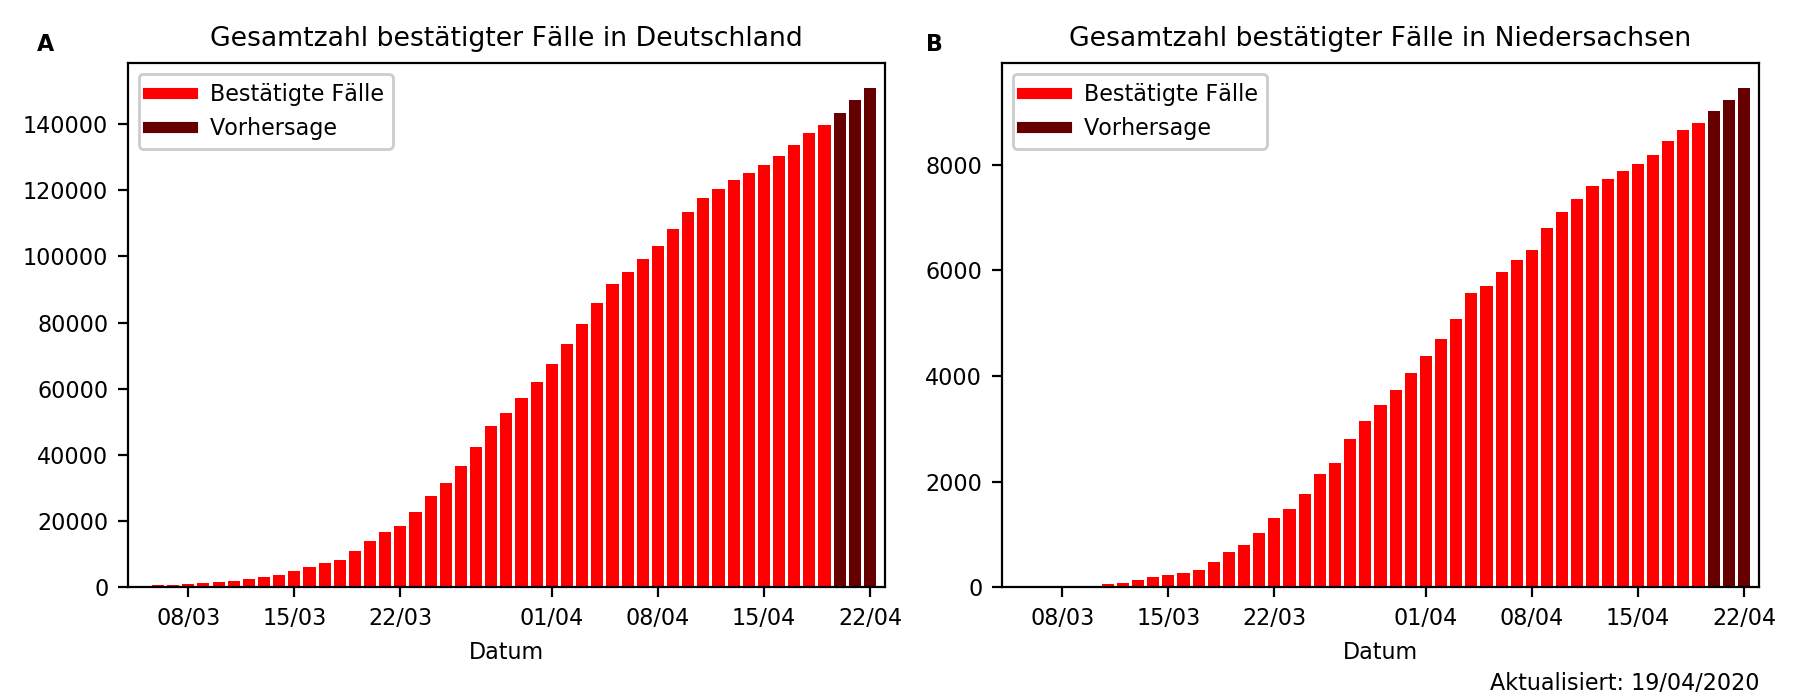 A
Gesamtzahl bestätigter Fälle in Deutschland
Bestätigte Fälle
Vorhersage
140000
120000
100000
80000
60000
40000
20000
0
08/03 15/03 22/03 01/04 08/04 15/04 22/04
Datum
B
Gesamtzahl bestätigter Fälle in Niedersachsen
Bestätigte Fälle
Vorhersage
8000
6000
4000
2000
0
08/03 15/03 22/03 01/04 08/04 15/04 22/04
Datum
Aktualisiert: 19/04/2020